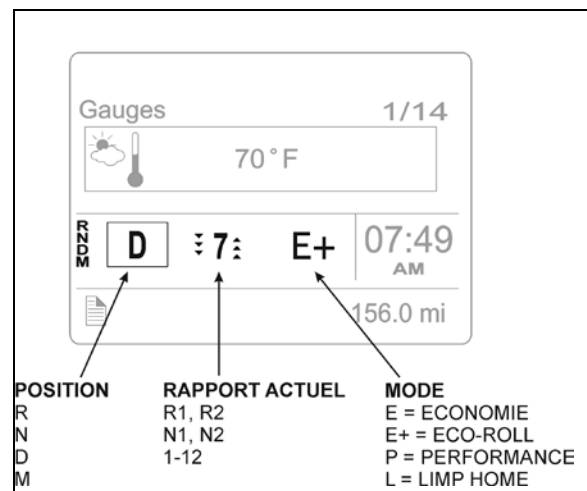 Gauges 1/14
70°F
RNDM D 7 E+ 07:49
AM
156.0 mi
POSITION RAPPORT ACTUEL MODE
R R1, R2 E = ECONOMIE
N N1, N2 E+ = ECO-ROLL
D 1-12 P = PERFORMANCE
M L = LIMP HOME